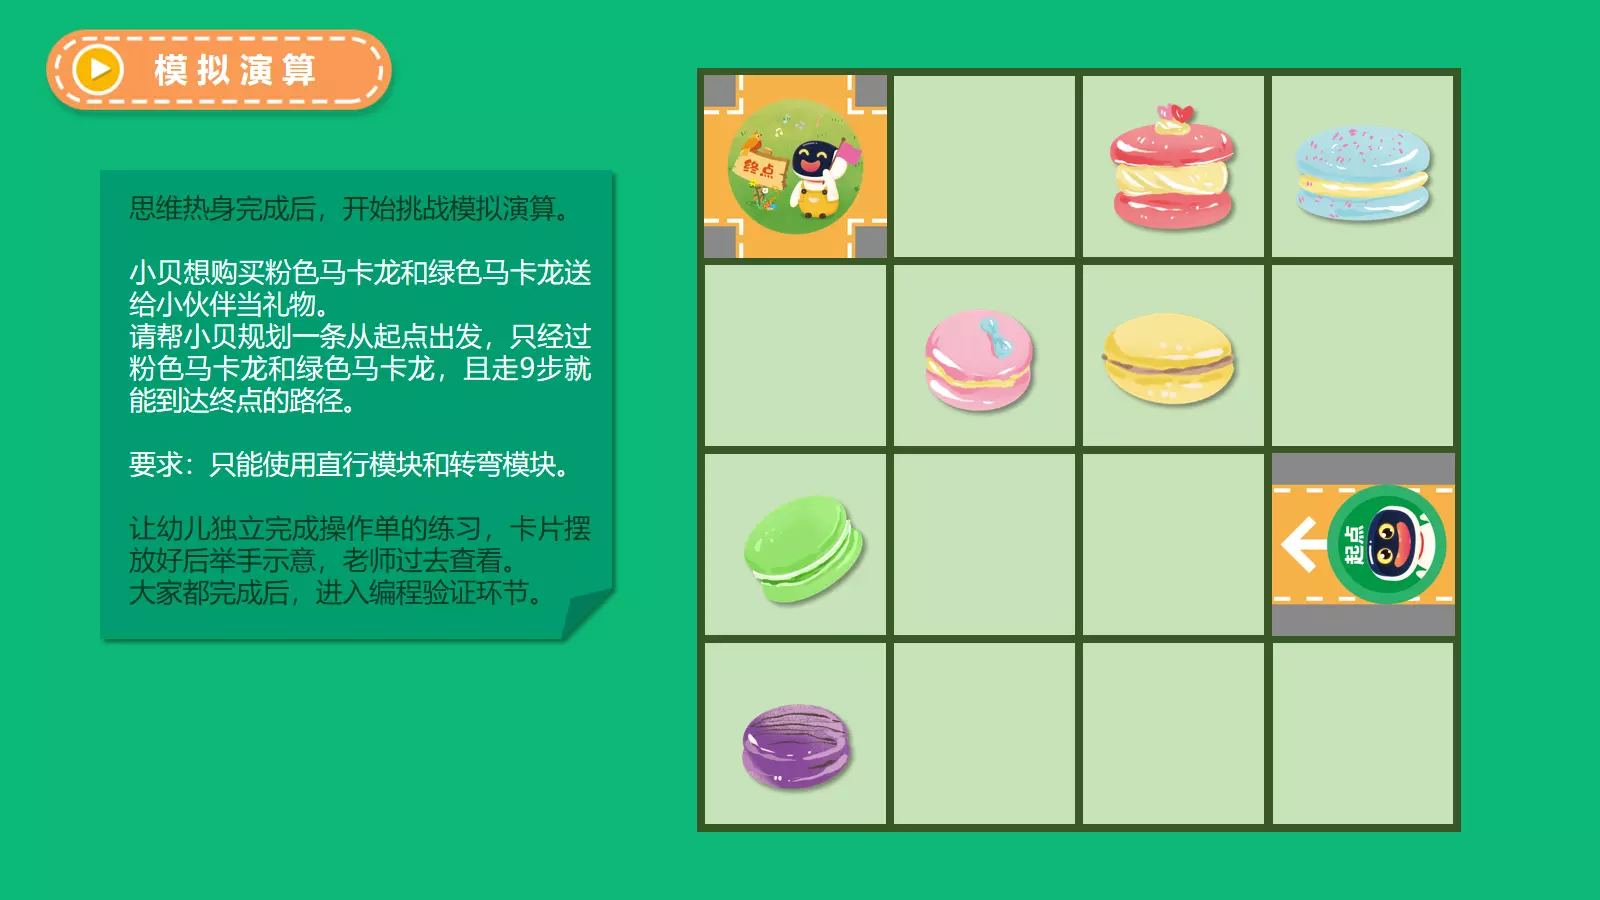 模拟演算
思维热身完成后，开始挑战模拟演算。
小贝想购买粉色马卡龙和绿色马卡龙送
给小伙伴当礼物。
请帮小贝规划一条从起点出发，只经过
粉色马卡龙和绿色马卡龙，且走9步就
能到达终点的路径。
要求：只能使用直行模块和转弯模块。
让幼儿独立完成操作单的练习，卡片摆
放好后举手示意，老师过去查看。
大家都完成后，进入编程验证环节。
终点
起点